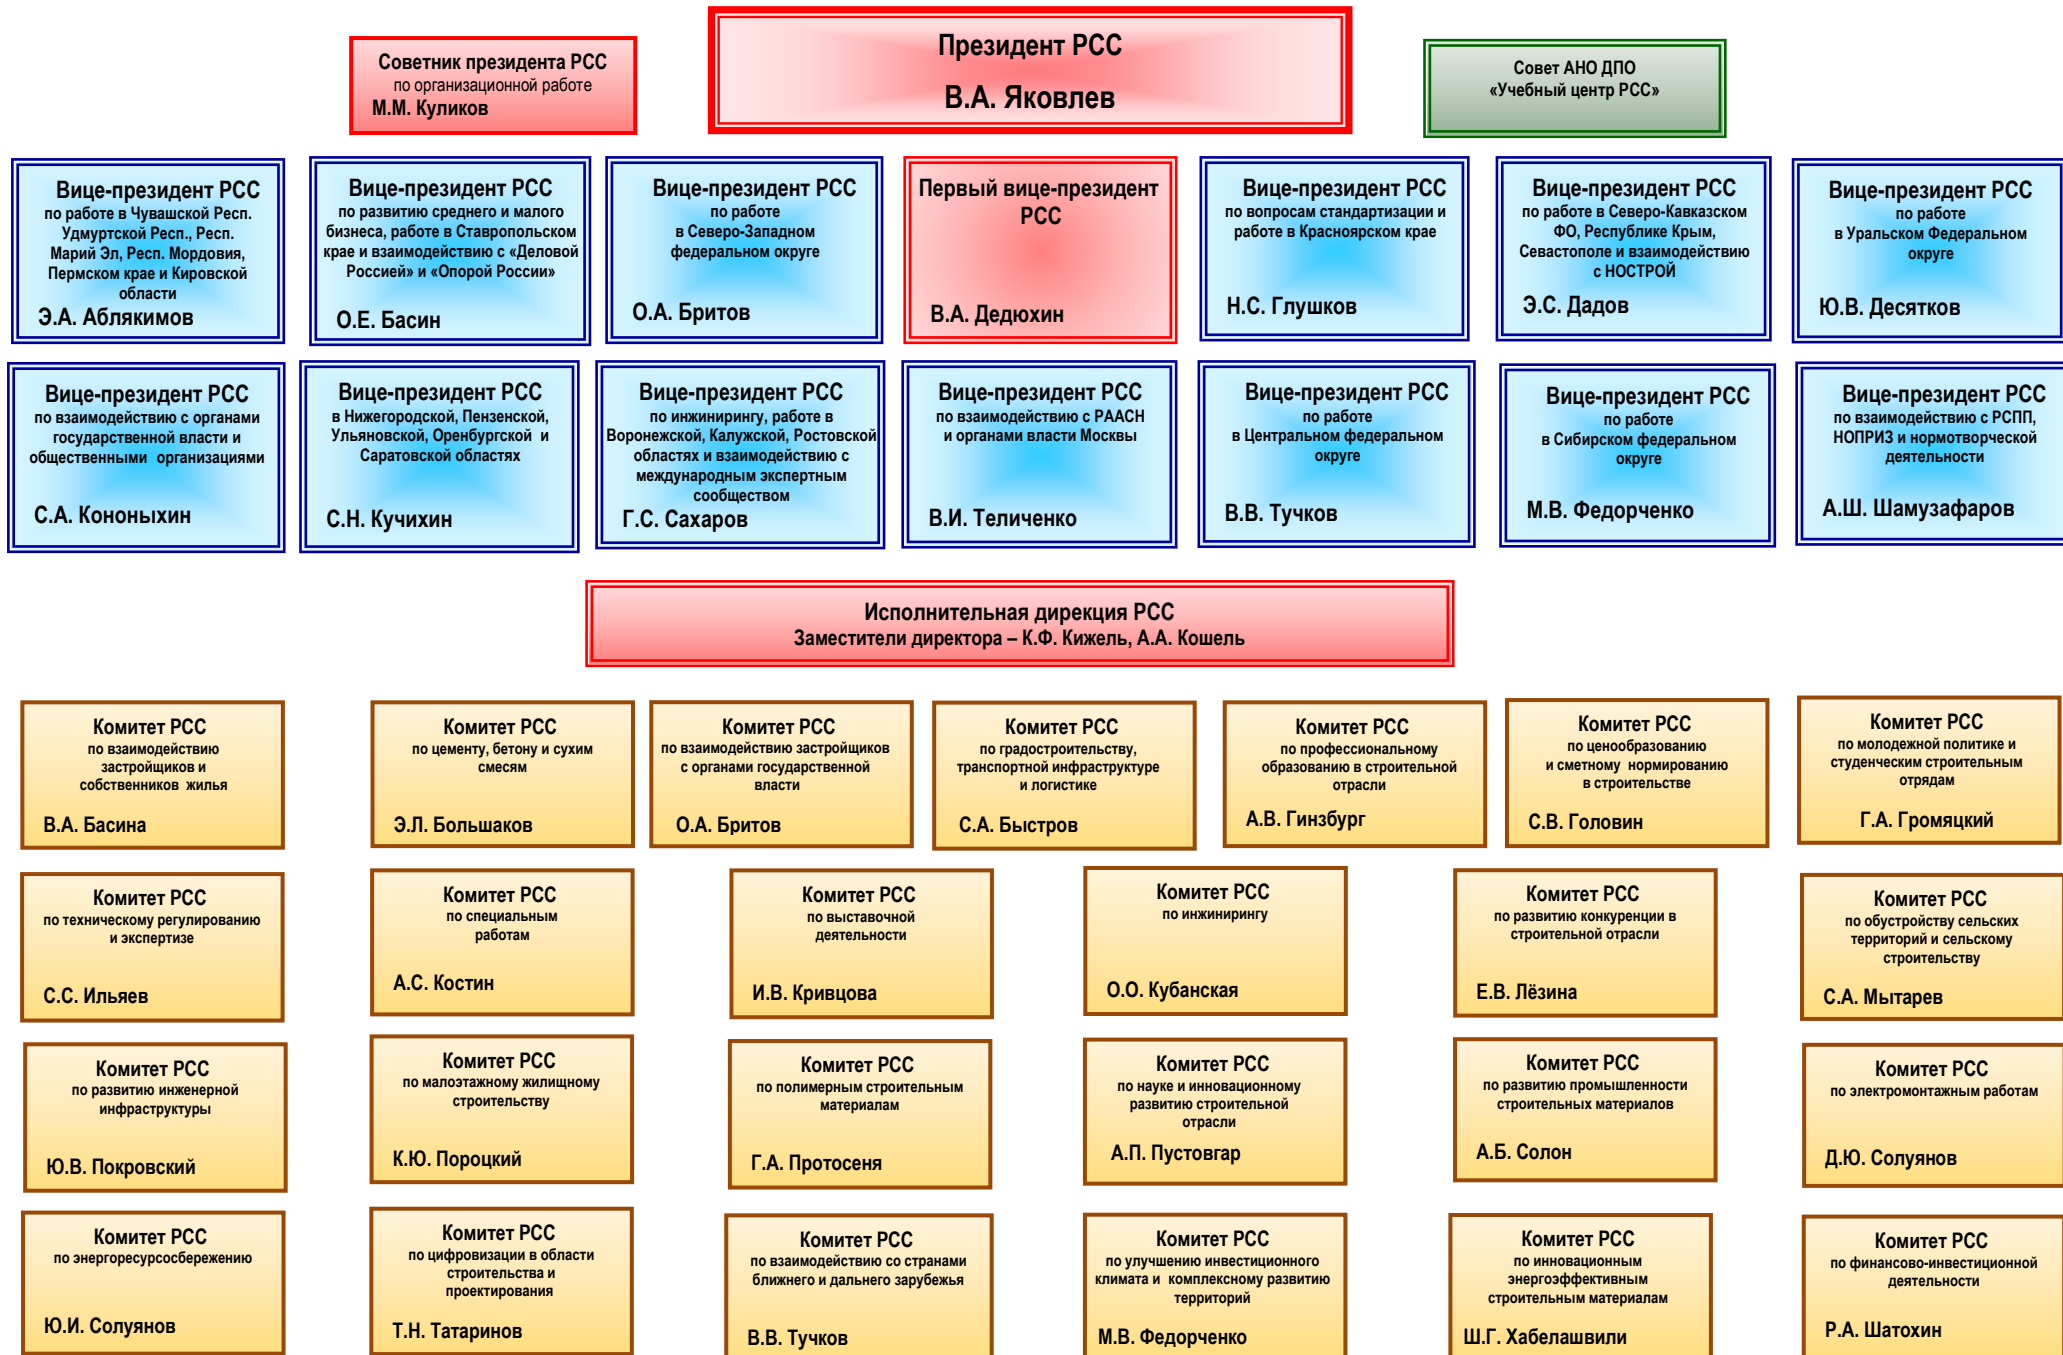 Советник президента РСС
по организационной работе
М.М. Куликов
Президент РСС
В.А. Яковлев
Совет АНО ДПО
«Учебный центр РСС»
Вице-президент РСС
по работе в Чувашской Респ.
Удмуртской Респ., Респ.
Марий Эл, Респ. Мордовия,
Пермском крае и Кировской
области
Э.А. Аблякимов
Вице-президент РСС
по развитию среднего и малого
бизнеса, работе в Ставропольском
крае и взаимодействию с «Деловой
Россией» и «Опорой России»
О.Е. Басин
Вице-президент РСС
по работе
в Северо-Западном
федеральном округе
О.А. Бритов
Первый вице-президент
РСС
В.А. Дедюхин
Вице-президент РСС
по вопросам стандартизации и
работе в Красноярском крае
Н.С. Глушков
Вице-президент РСС
по работе в Северо-Кавказском
ФО, Республике Крым,
Севастополе и взаимодействию
с НОСТРОЙ
Э.С. Дадов
Вице-президент РСС
по работе
в Уральском Федеральном
округе
Ю.В. Десятков
Вице-президент РСС
по взаимодействию с органами
государственной власти и
общественными организациями
С.А. Кононыхин
Вице-президент РСС
в Нижегородской, Пензенской,
Ульяновской, Оренбургской и
Саратовской областях
С.Н. Кучихин
Вице-президент РСС
по инжинирингу, работе в
Воронежской, Калужской, Ростовской
областях и взаимодействию с
международным экспертным
сообществом
Г.С. Сахаров
Вице-президент РСС
по взаимодействию с РААСН
и органами власти Москвы
В.И. Теличенко
Вице-президент РСС
по работе
в Центральном федеральном
округе
В.В. Тучков
Вице-президент РСС
по работе
в Сибирском федеральном
округе
М.В. Федорченко
Вице-президент РСС
по взаимодействию с РСПП,
НОПРИЗ и нормотворческой
деятельности
А.Ш. Шамузафаров
Исполнительная дирекция РСС
Заместители директора – К.Ф. Кижель, А.А. Кошель
Комитет РСС
по взаимодействию
застройщиков и
собственников жилья
В.А. Басина
Комитет РСС
по цементу, бетону и сухим
смесям
Э.Л. Большаков
Комитет РСС
по взаимодействию застройщиков
с органами государственной
власти
О.А. Бритов
Комитет РСС
по градостроительству,
транспортной инфраструктуре
и логистике
С.А. Быстров
Комитет РСС
по профессиональному
образованию в строительной
отрасли
А.В. Гинзбург
Комитет РСС
по ценообразованию
и сметному нормированию
в строительстве
С.В. Головин
Комитет РСС
по молодежной политике и
студенческим строительным
отрядам
Г.А. Громяцкий
Комитет РСС
по техническому регулированию
и экспертизе
С.С. Ильяев
Комитет РСС
по специальным
работам
А.С. Костин
Комитет РСС
по выставочной
деятельности
И.В. Кривцова
Комитет РСС
по инжинирингу
О.О. Кубанская
Комитет РСС
по развитию конкуренции в
строительной отрасли
Е.В. Лёзина
Комитет РСС
по обустройству сельских
территорий и сельскому
строительству
С.А. Мытарев
Комитет РСС
по развитию инженерной
инфраструктуры
Ю.В. Покровский
Комитет РСС
по малоэтажному жилищному
строительству
К.Ю. Пороцкий
Комитет РСС
по полимерным строительным
материалам
Г.А. Протосеня
Комитет РСС
по науке и инновационному
развитию строительной
отрасли
А.П. Пустовгар
Комитет РСС
по развитию промышленности
строительных материалов
А.Б. Солон
Комитет РСС
по электромонтажным работам
Д.Ю. Солуянов
Комитет РСС
по энергоресурсосбережению
Ю.И. Солуянов
Комитет РСС
по цифровизации в области
строительства и
проектирования
Т.Н. Татаринов
Комитет РСС
по взаимодействию со странами
ближнего и дальнего зарубежья
В.В. Тучков
Комитет РСС
по улучшению инвестиционного
климата и комплексному развитию
территорий
М.В. Федорченко
Комитет РСС
по инновационным
энергоэффективным
строительным материалам
Ш.Г. Хабелашвили
Комитет РСС
по финансово-инвестиционной
деятельности
Р.А. Шатохин